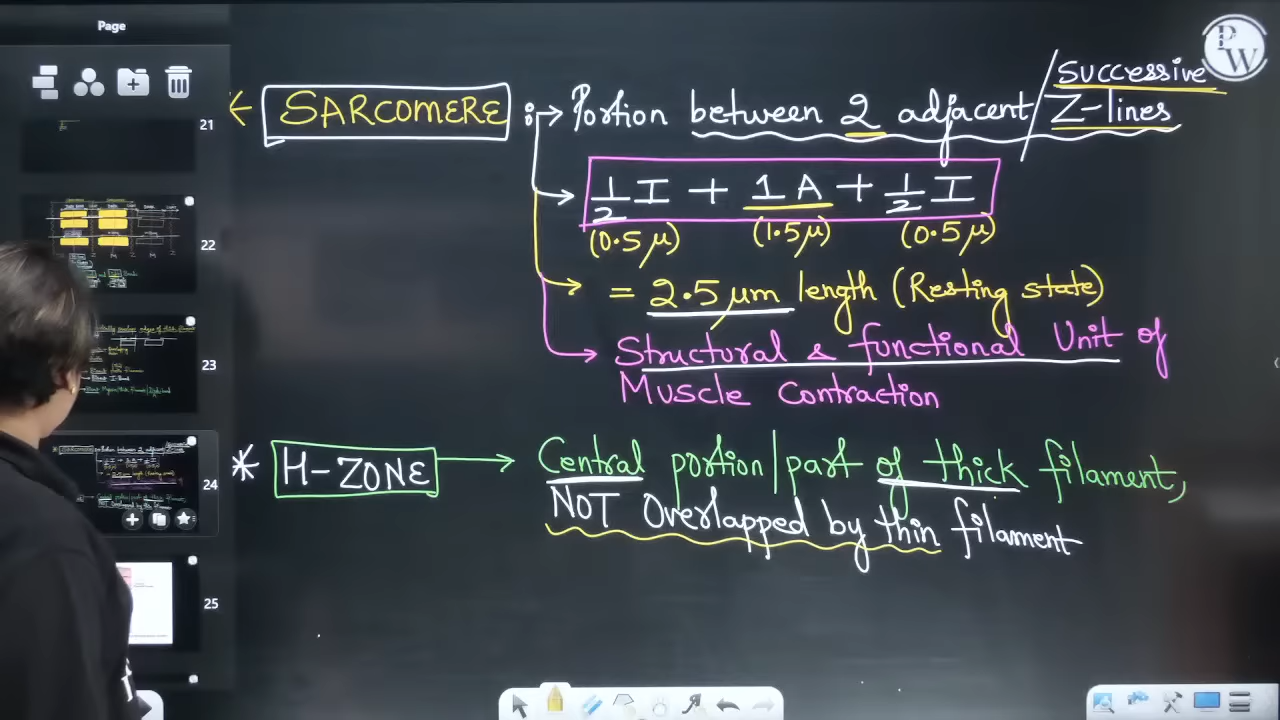 Page
PW
21
22
23
24
25
← SARCOMERE :→ Portion between 2 adjacent/Successive Z-lines
→ 1/2 I + 1 A + 1/2 I
(0.5 μ) (1.5μ) (0.5 μ)
→ = 2.5 μm length (Resting state)
→ Structural & functional Unit of
Muscle Contraction
* H-ZONE → Central portion/part of thick filament,
NOT Overlapped by thin filament